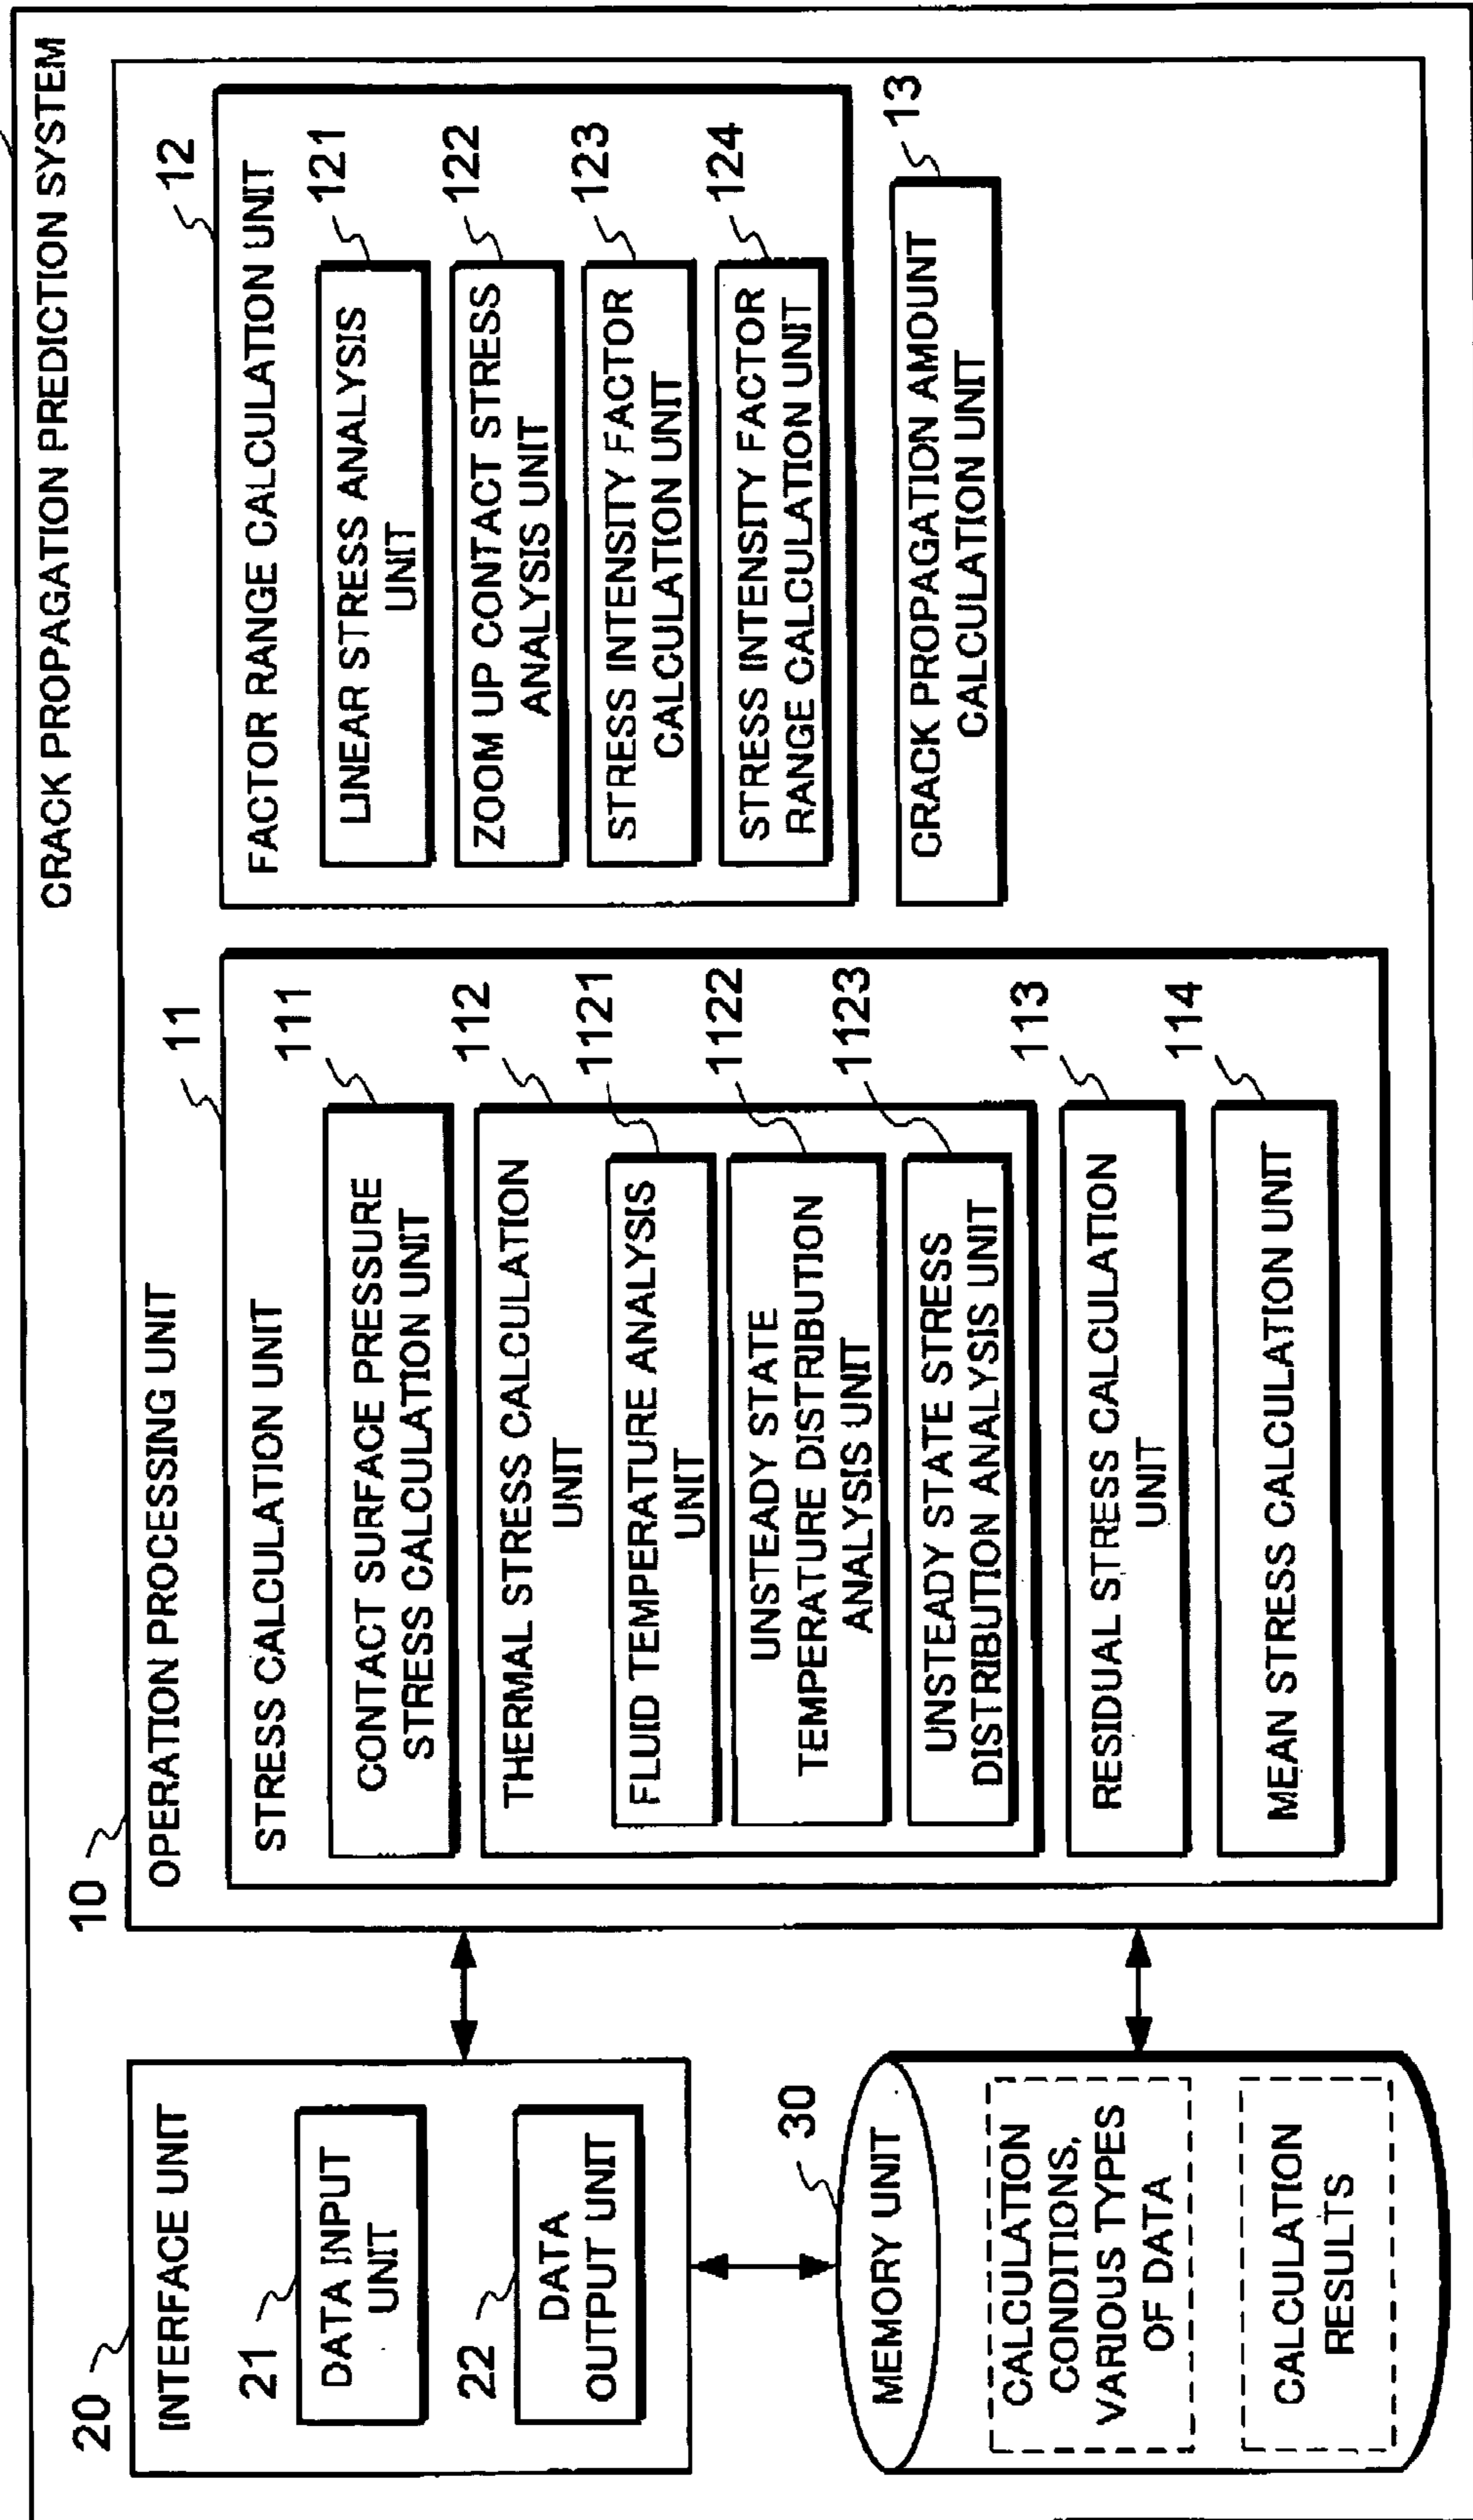 CRACK PROPAGATION PREDICTION SYSTEM
20
INTERFACE UNIT
21
DATA INPUT
UNIT
22
DATA
OUTPUT UNIT
30
MEMORY UNIT
CALCULATION
CONDITIONS,
VARIOUS TYPES
OF DATA
CALCULATION
RESULTS
10
OPERATION PROCESSING UNIT
11
STRESS CALCULATION UNIT
111
CONTACT SURFACE PRESSURE
STRESS CALCULATION UNIT
112
THERMAL STRESS CALCULATION
UNIT
1121
FLUID TEMPERATURE ANALYSIS
UNIT
1122
UNSTEADY STATE
TEMPERATURE DISTRIBUTION
ANALYSIS UNIT
1123
UNSTEADY STATE STRESS
DISTRIBUTION ANALYSIS UNIT
113
RESIDUAL STRESS CALCULATION
UNIT
114
MEAN STRESS CALCULATION UNIT
12
FACTOR RANGE CALCULATION UNIT
121
LINEAR STRESS ANALYSIS
UNIT
122
ZOOM UP CONTACT STRESS
ANALYSIS UNIT
123
STRESS INTENSITY FACTOR
CALCULATION UNIT
124
STRESS INTENSITY FACTOR
RANGE CALCULATION UNIT
13
CRACK PROPAGATION AMOUNT
CALCULATION UNIT